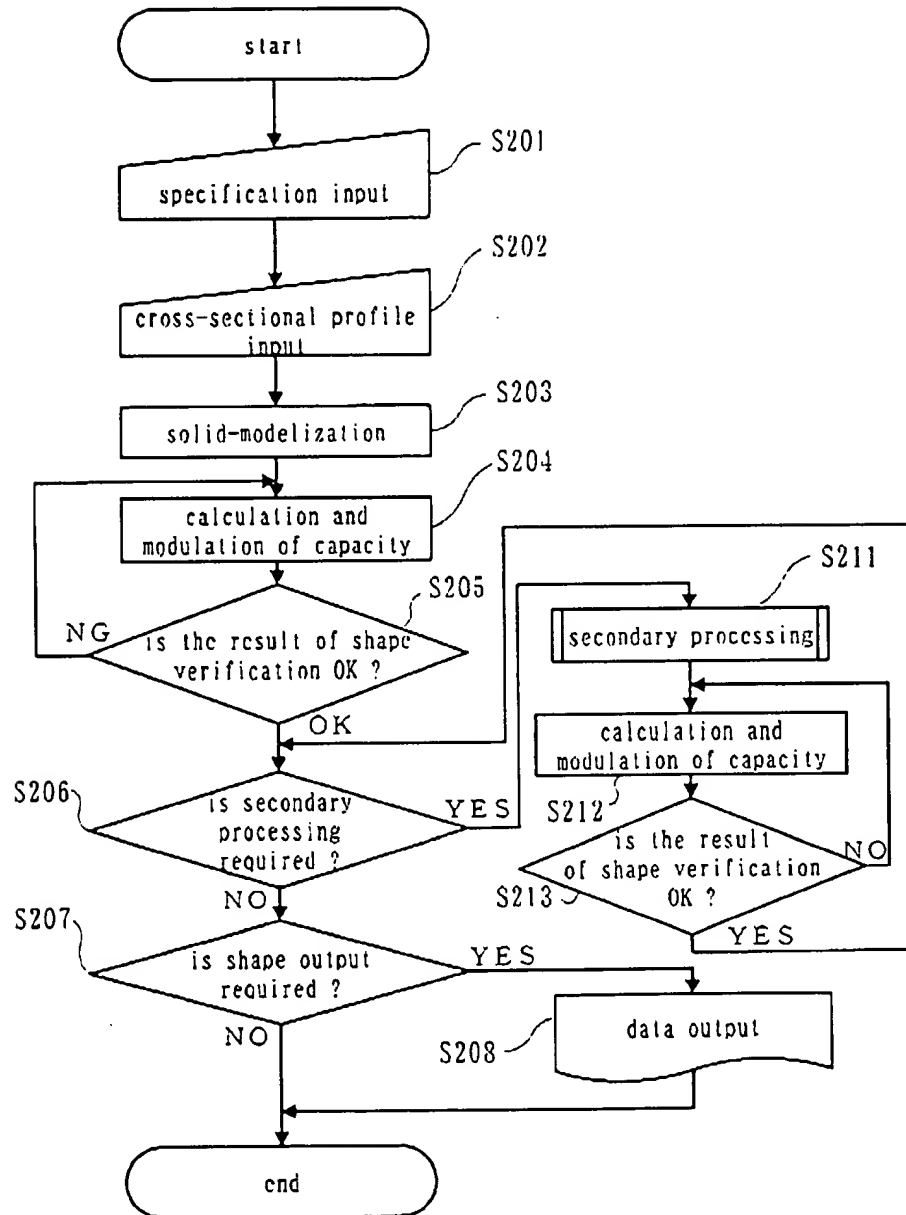 start
S201
specification input
S202
cross-sectional profile
input
S203
solid-modelization
S204
calculation and
modulation of capacity
S205
NG
is the result of shape
verification OK ?
OK
S206
is secondary
processing
required ?
YES
NO
S207
is shape output
required ?
YES
NO
S211
secondary processing
calculation and
modulation of capacity
S212
is the result
of shape verification
OK ?
NO
S213
YES
S208
data output
end